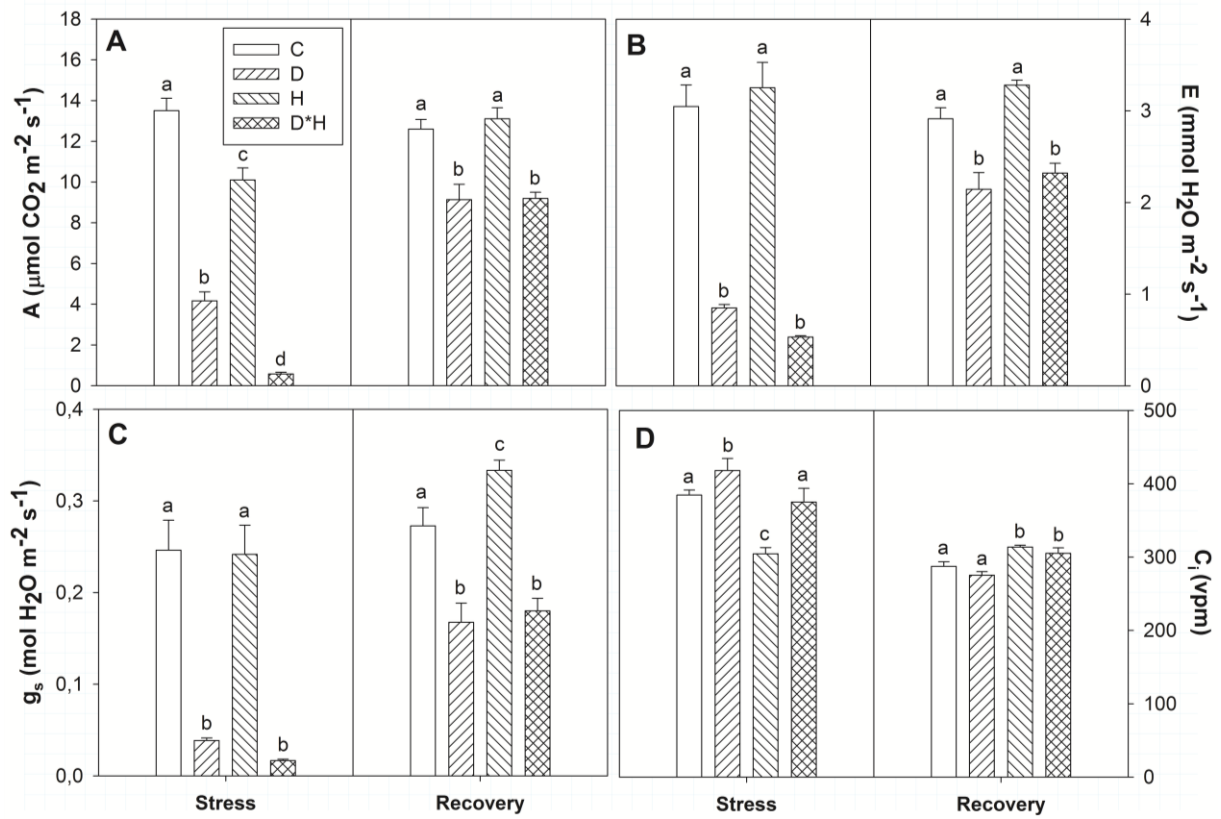 A
C
D
H
D*H
18
16
14
12
10
8
6
4
2
0
A (μmol CO2 m-2 s-1)
a
b
c
d
a
b
a
b
B
a
b
a
b
a
b
a
b
4
3
2
1
0
E (mmol H2O m-2 s-1)
C
0,4
0,3
0,2
0,1
0,0
gs (mol H2O m-2 s-1)
a
b
a
b
a
b
c
b
Stress
Recovery
D
a
b
c
a
a
a
b
b
500
400
300
200
100
0
Ci (vpm)
Stress
Recovery